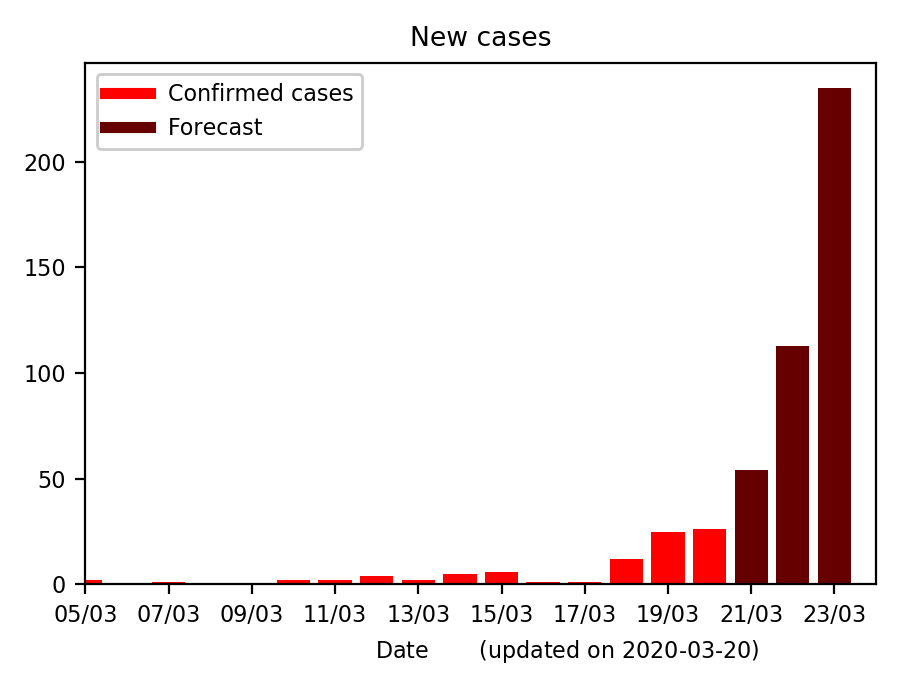 New cases
Confirmed cases
Forecast
200
150
100
50
0
05/03 07/03 09/03 11/03 13/03 15/03 17/03 19/03 21/03 23/03
Date (updated on 2020-03-20)